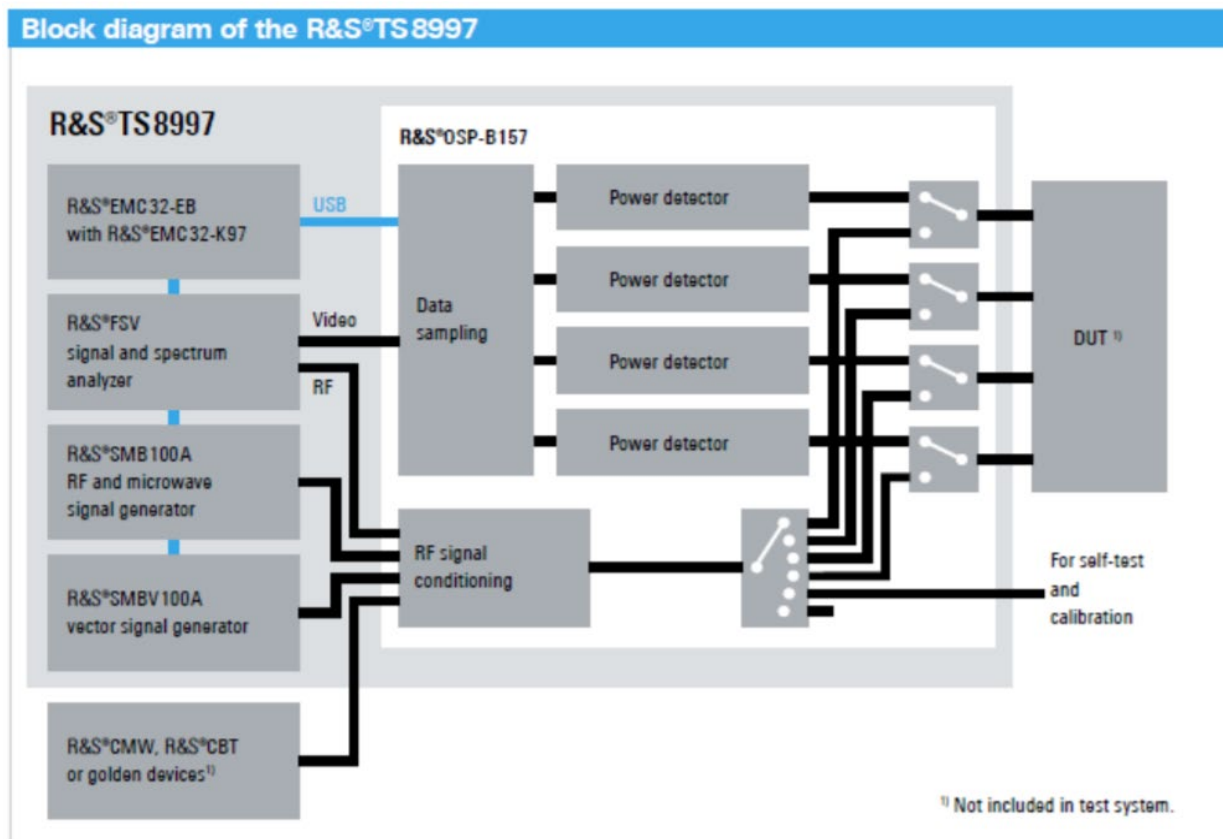 Block diagram of the R&S®TS8997
R&S®TS8997
R&S®OSP-B157
R&S®EMC32-EB
with R&S®EMC32-K97
USB
Data
sampling
Power detector
Power detector
Power detector
Power detector
R&S®FSV
signal and spectrum
analyzer
Video
RF
DUT ¹⁾
R&S®SMB100A
RF and microwave
signal generator
RF signal
conditioning
R&S®SMBV100A
vector signal generator
For self-test
and
calibration
R&S®CMW, R&S®CBT
or golden devices¹⁾
¹⁾ Not included in test system.